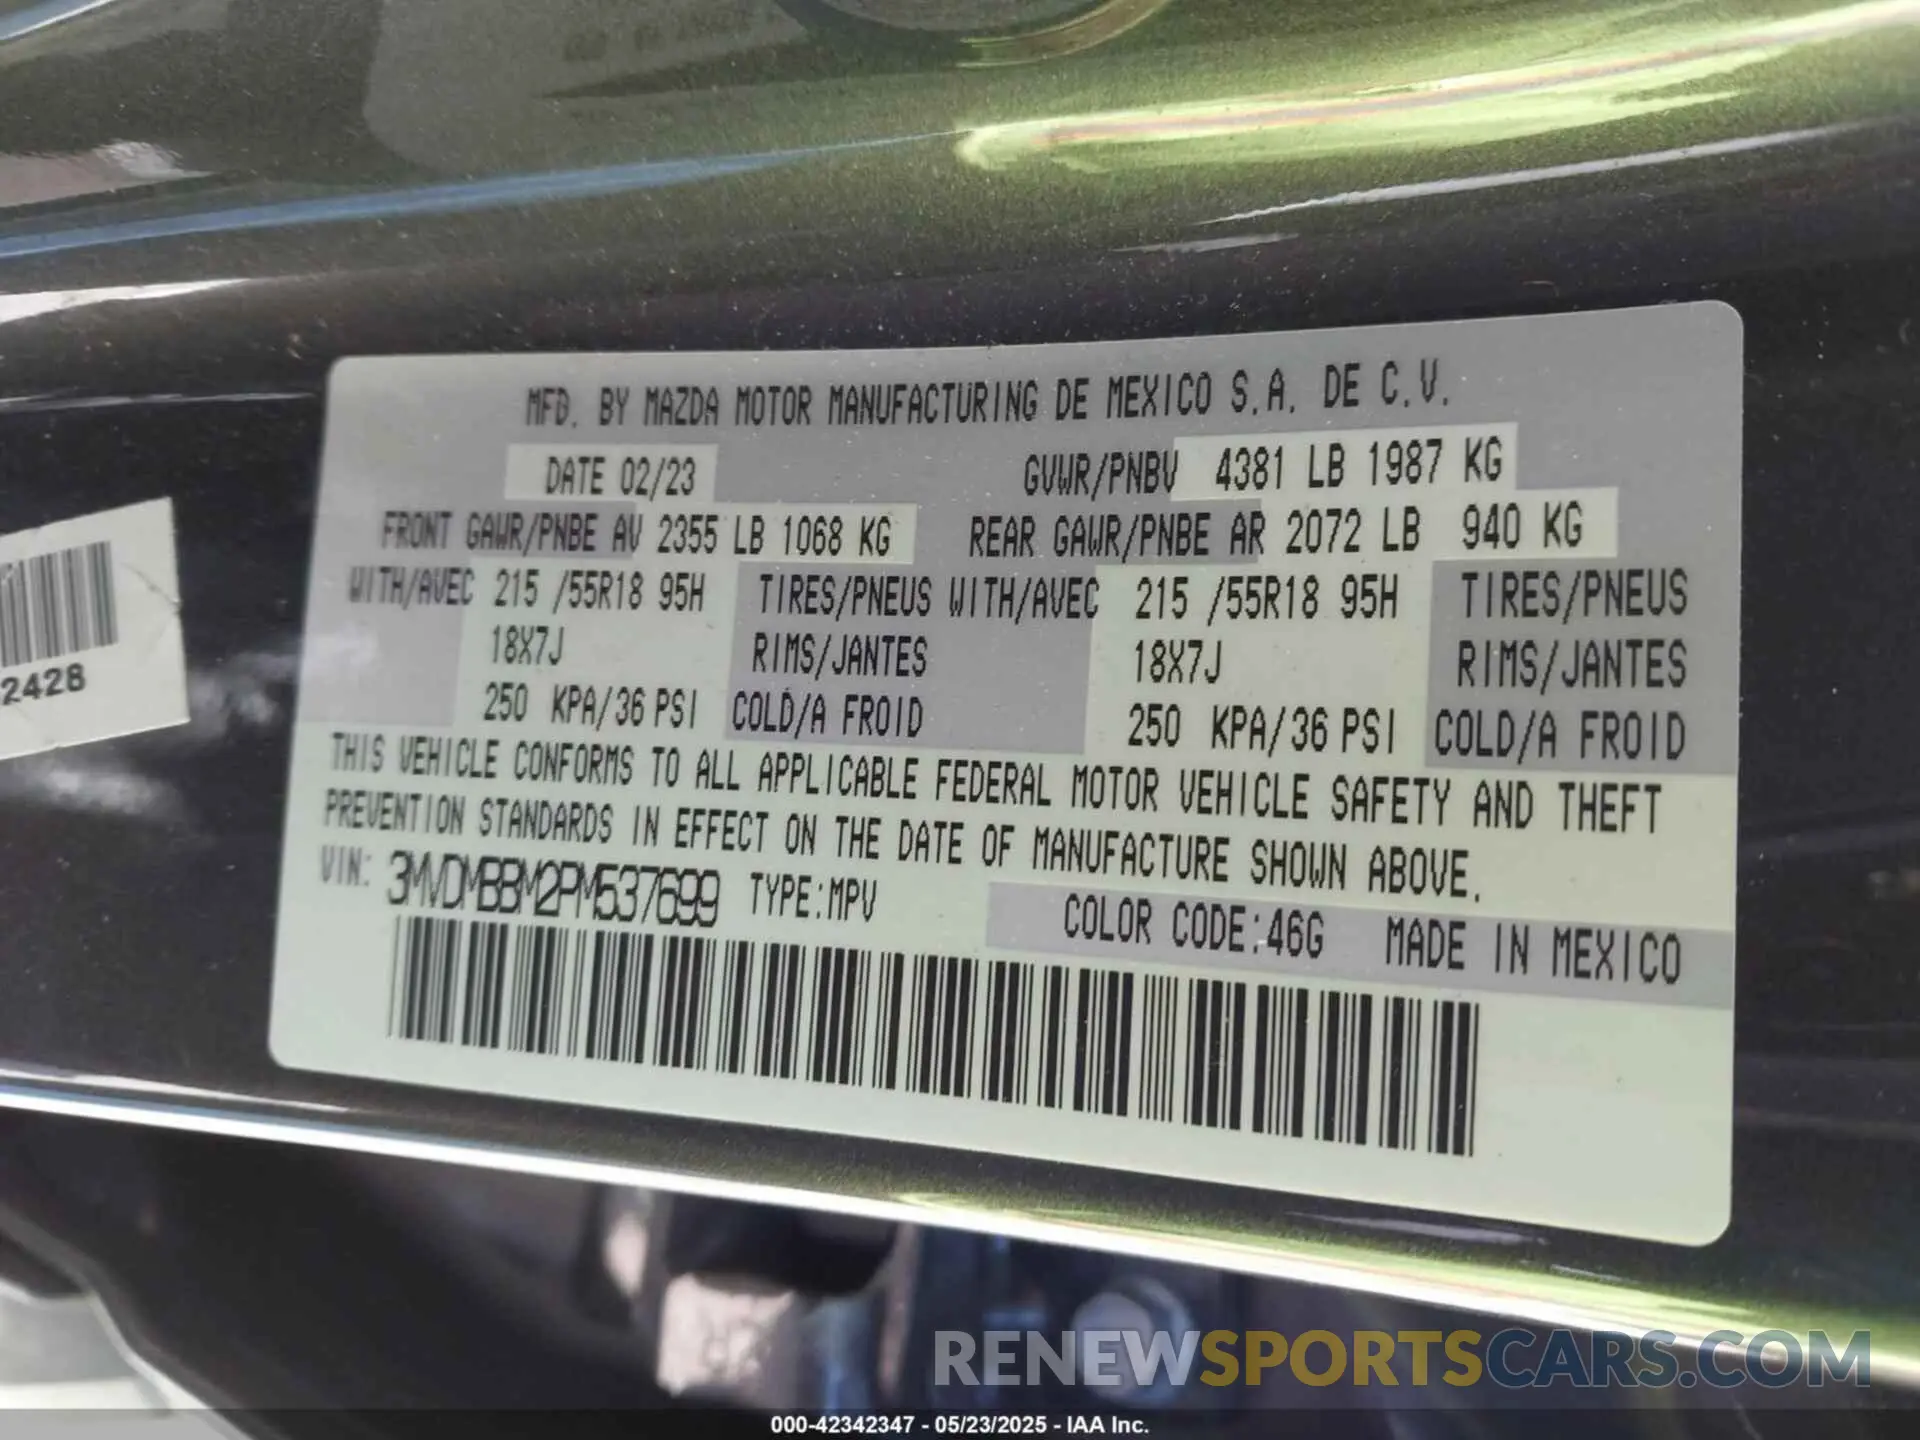 MFD. BY MAZDA MOTOR MANUFACTURING DE MEXICO S.A. DE C.V.
DATE 02/23 GVWR/PNBV 4381 LB 1987 KG
FRONT GAWR/PNBE AV 2355 LB 1068 KG REAR GAWR/PNBE AR 2072 LB 940 KG
WITH/AVEC 215 /55R18 95H TIRES/PNEUS WITH/AVEC 215 /55R18 95H TIRES/PNEUS
18X7J RIMS/JANTES 18X7J RIMS/JANTES
250 KPA/36 PSI COLD/A FROID 250 KPA/36 PSI COLD/A FROID
THIS VEHICLE CONFORMS TO ALL APPLICABLE FEDERAL MOTOR VEHICLE SAFETY AND THEFT
PREVENTION STANDARDS IN EFFECT ON THE DATE OF MANUFACTURE SHOWN ABOVE.
VIN: 3MVDMBBM2PM537699 TYPE:MPV COLOR CODE:46G MADE IN MEXICO
2428
RENEWSPORTSCARS.COM
000-42342347 - 05/23/2025 - IAA Inc.